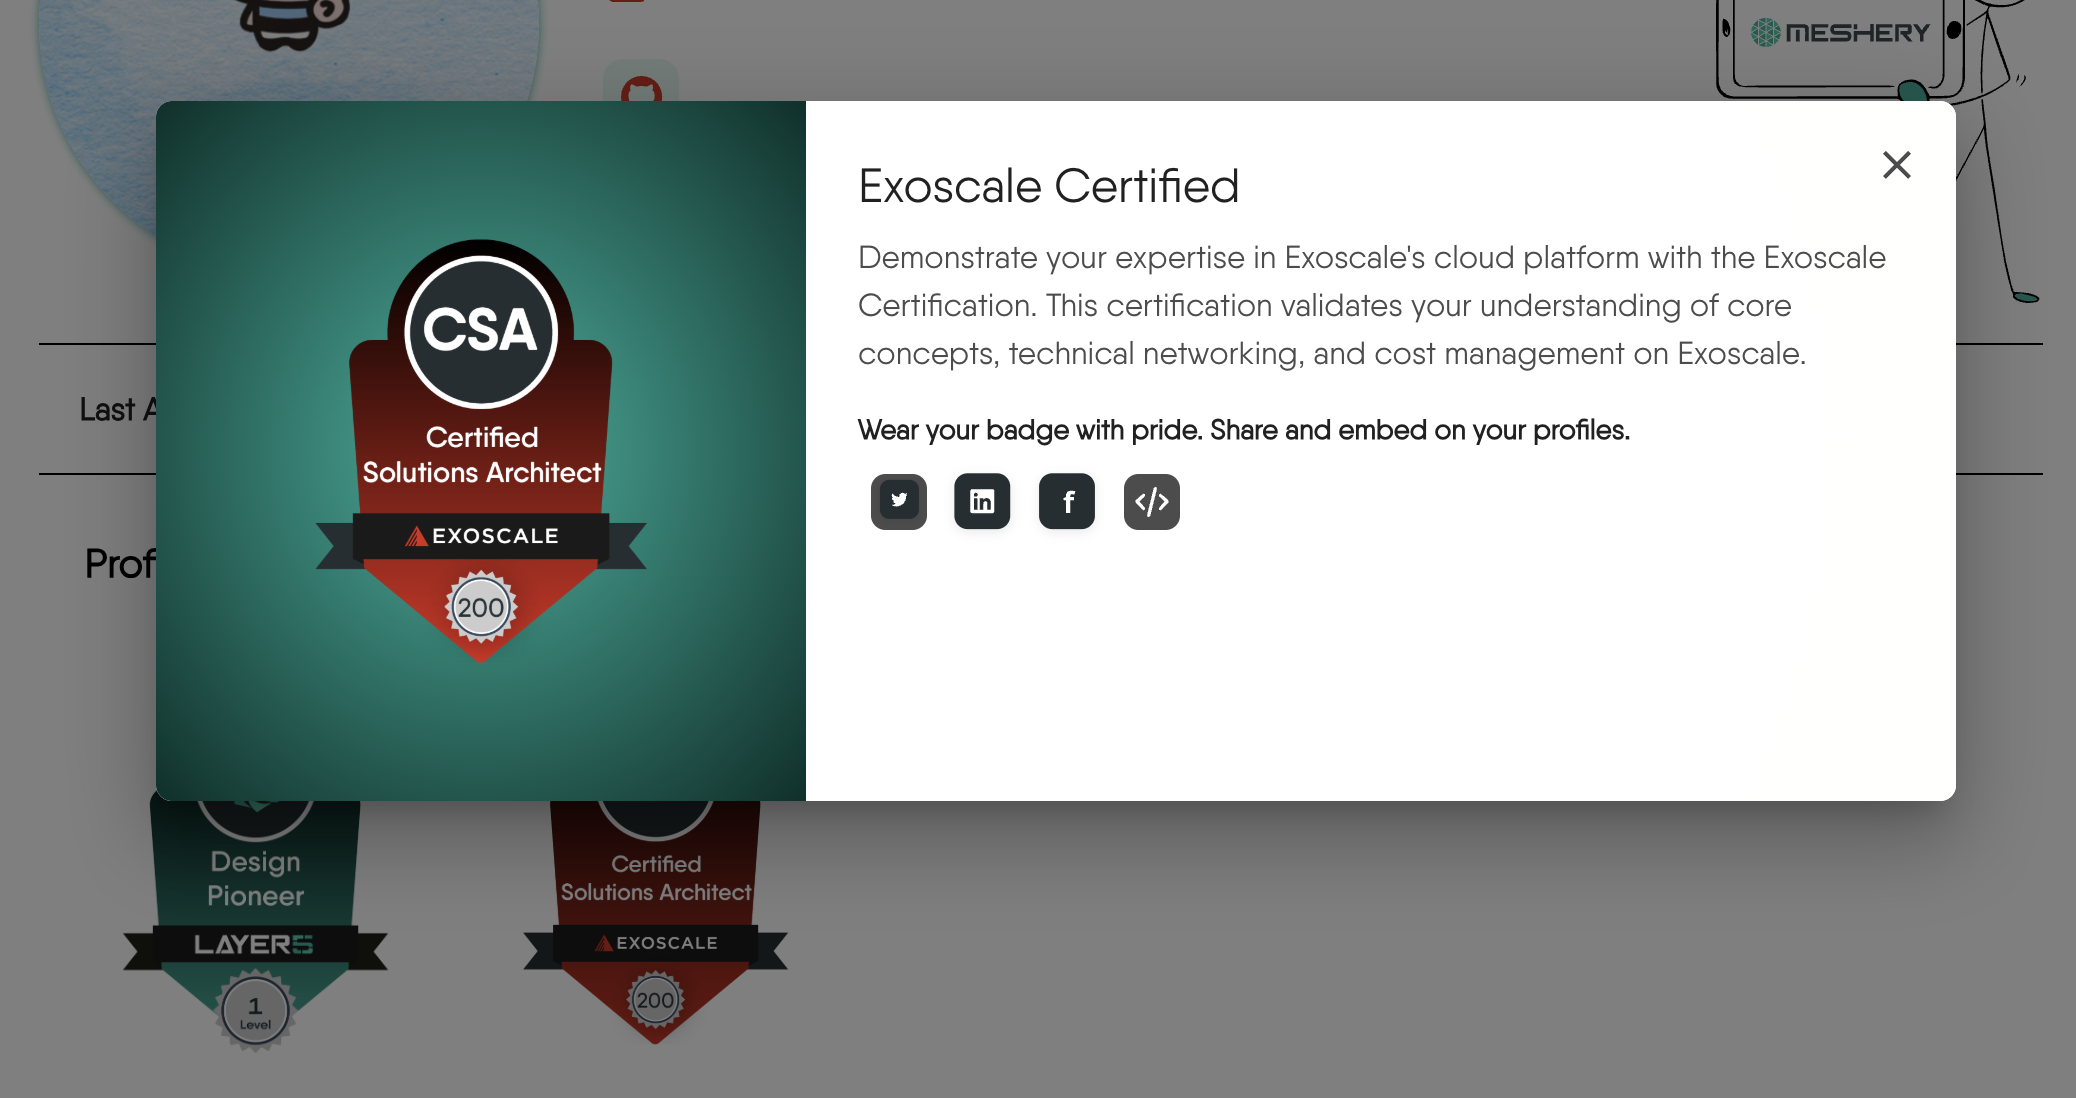 MESHERY
Exoscale Certified
Demonstrate your expertise in Exoscale's cloud platform with the Exoscale
Certification. This certification validates your understanding of core
concepts, technical networking, and cost management on Exoscale.
Wear your badge with pride. Share and embed on your profiles.
in
f
</>
CSA
Certified
Solutions Architect
EXOSCALE
200
Last A
Prof
Design
Pioneer
LAYER5
1
Level
Certified
Solutions Architect
EXOSCALE
200